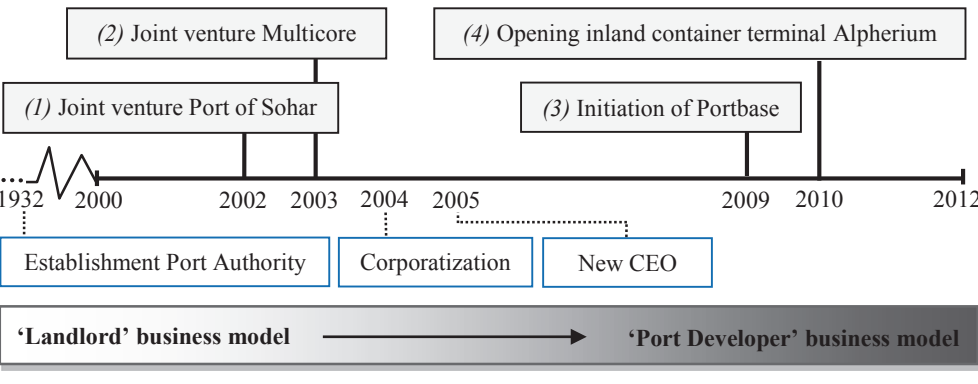 (2) Joint venture Multicore
(4) Opening inland container terminal Alpherium
(1) Joint venture Port of Sohar
(3) Initiation of Portbase
1932 2000 2002 2003 2004 2005 2009 2010 2012
Establishment Port Authority
Corporatization
New CEO
‘Landlord’ business model
‘Port Developer’ business model